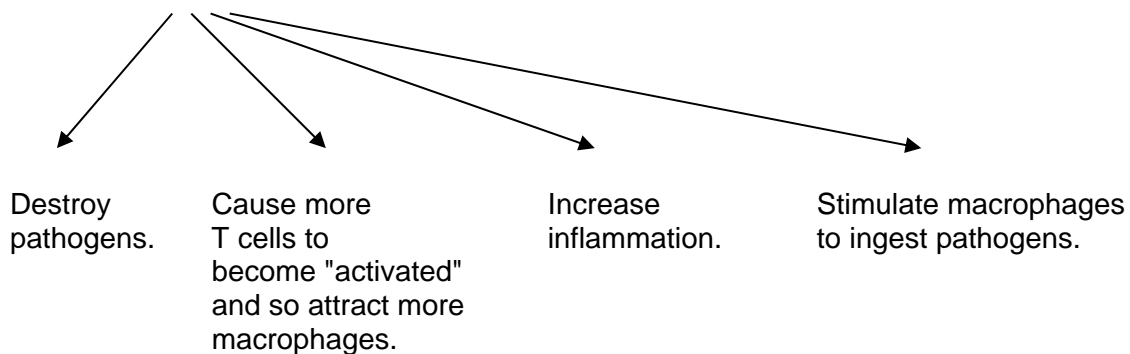 Destroy
pathogens.
Cause more
T cells to
become "activated"
and so attract more
macrophages.
Increase
inflammation.
Stimulate macrophages
to ingest pathogens.